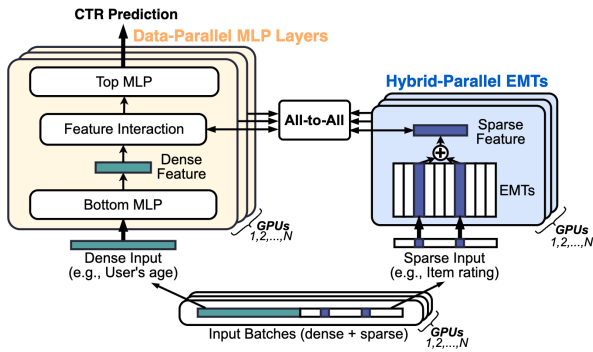 CTR Prediction
Data-Parallel MLP Layers
Top MLP
Feature Interaction
Dense
Feature
Bottom MLP
GPUs
1,2,...,N
Dense Input
(e.g., User's age)
All-to-All
Hybrid-Parallel EMTs
Sparse
Feature
EMTs
GPUs
1,2,...,N
Sparse Input
(e.g., Item rating)
Input Batches (dense + sparse)
GPUs
1,2,...,N